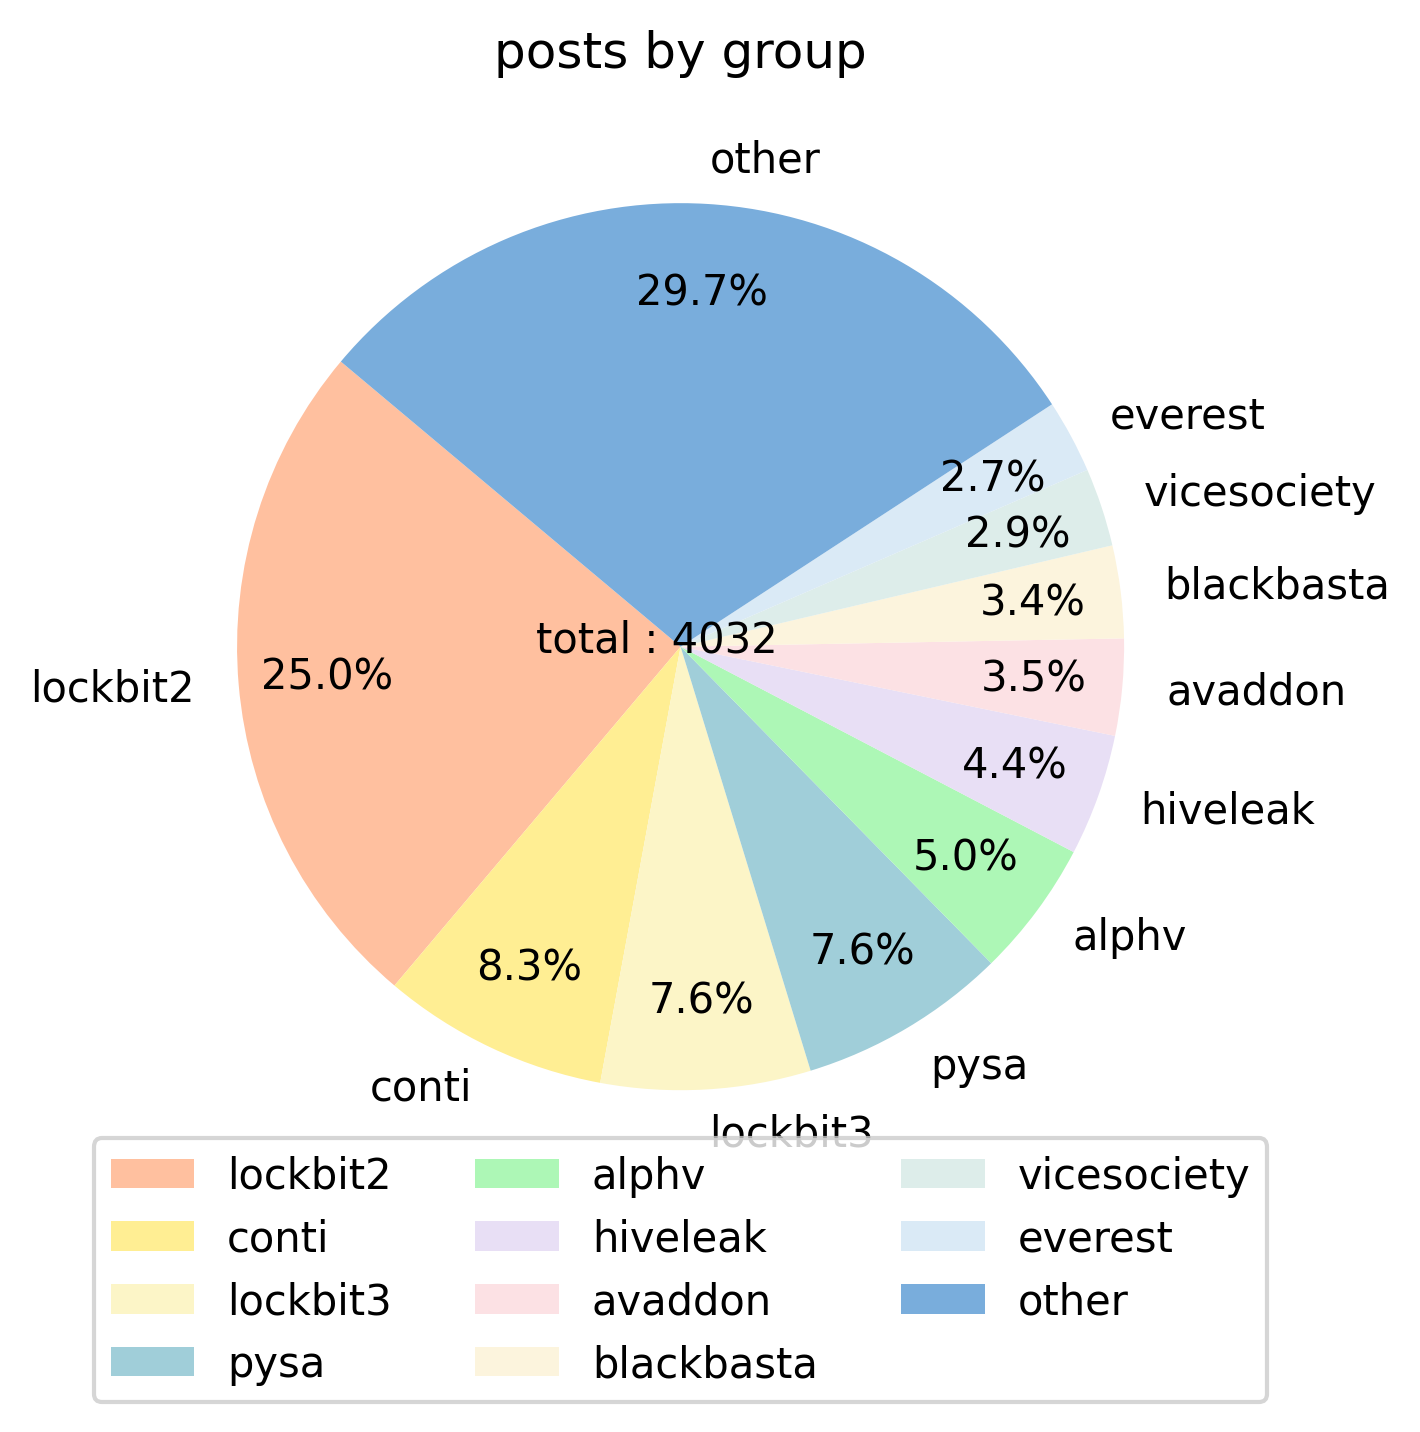 posts by group
other
29.7%
everest
2.7%
vicesociety
2.9%
blackbasta
3.4%
total : 4032
lockbit2
25.0%
3.5%
avaddon
4.4%
hiveleak
5.0%
alphv
7.6%
pysa
8.3%
7.6%
conti
lockbit3
lockbit2
conti
lockbit3
pysa
alphv
hiveleak
avaddon
blackbasta
vicesociety
everest
other